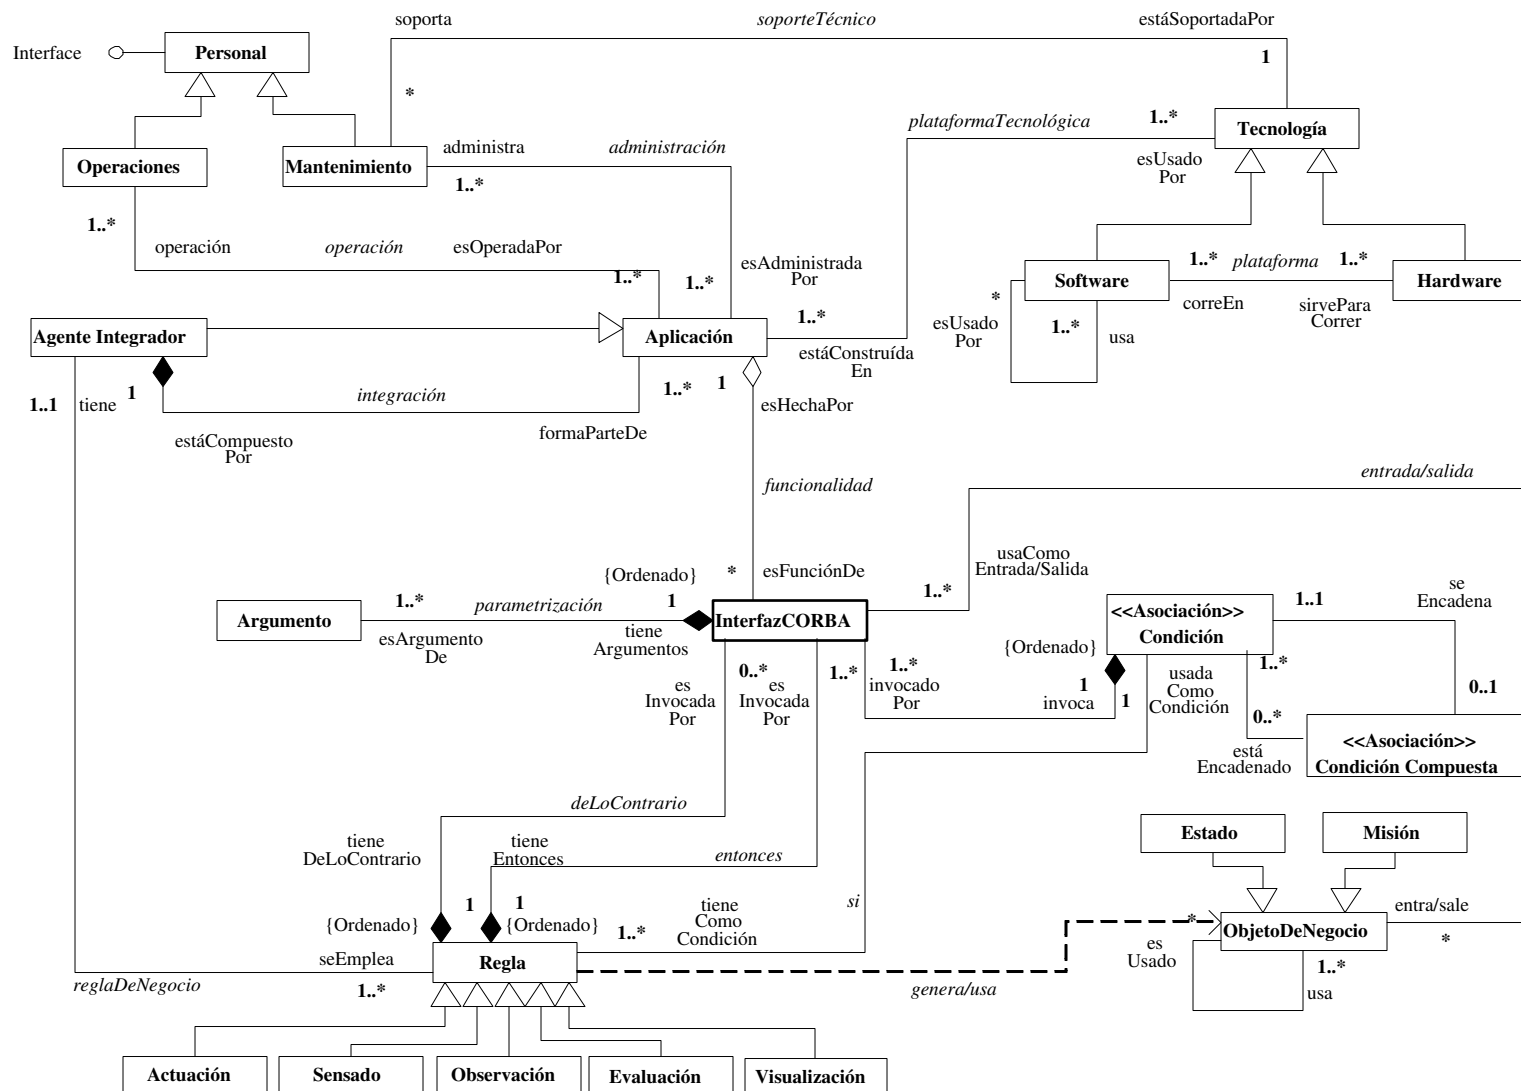 soporta
soporteTécnico
estáSoportadaPor
Interface
Personal
1
*
Operaciones
Mantenimiento
administra
administración
1..*
plataformaTecnológica
1..*
Tecnología
esUsado
Por
1..*
operación
operación
esOperadaPor
1..*
1..*
esAdministrada
Por
Software
1..*
plataforma
1..*
Hardware
correEn
sirvePara
Correr
*
esUsado
Por
1..*
usa
Agente Integrador
Aplicación
1..*
estáConstruída
En
1..1
tiene
1
integración
1..*
1
esHechaPor
estáCompuesto
Por
formaParteDe
funcionalidad
entrada/salida
{Ordenado}
*
esFunciónDe
usaComo
Entrada/Salida
1..*
Argumento
1..*
parametrización
1
InterfazCORBA
esArgumento
De
tiene
Argumentos
<<Asociación>>
Condición
1..1
se
Encadena
{Ordenado}
es
Invocada
Por
0..*
es
Invocada
Por
1..*
1..*
invocado
Por
1
invoca
1
usada
Como
Condición
1..*
0..1
0..*
está
Encadenado
<<Asociación>>
Condición Compuesta
deLoContrario
tiene
DeLoContrario
tiene
Entonces
entonces
Estado
Misión
{Ordenado}
1
1
{Ordenado}
tiene
Como
Condición
1..*
si
*
ObjetoDeNegocio
entra/sale
*
es
Usado
1..*
usa
seEmplea
reglaDeNegocio
1..*
Regla
genera/usa
Actuación
Sensado
Observación
Evaluación
Visualización